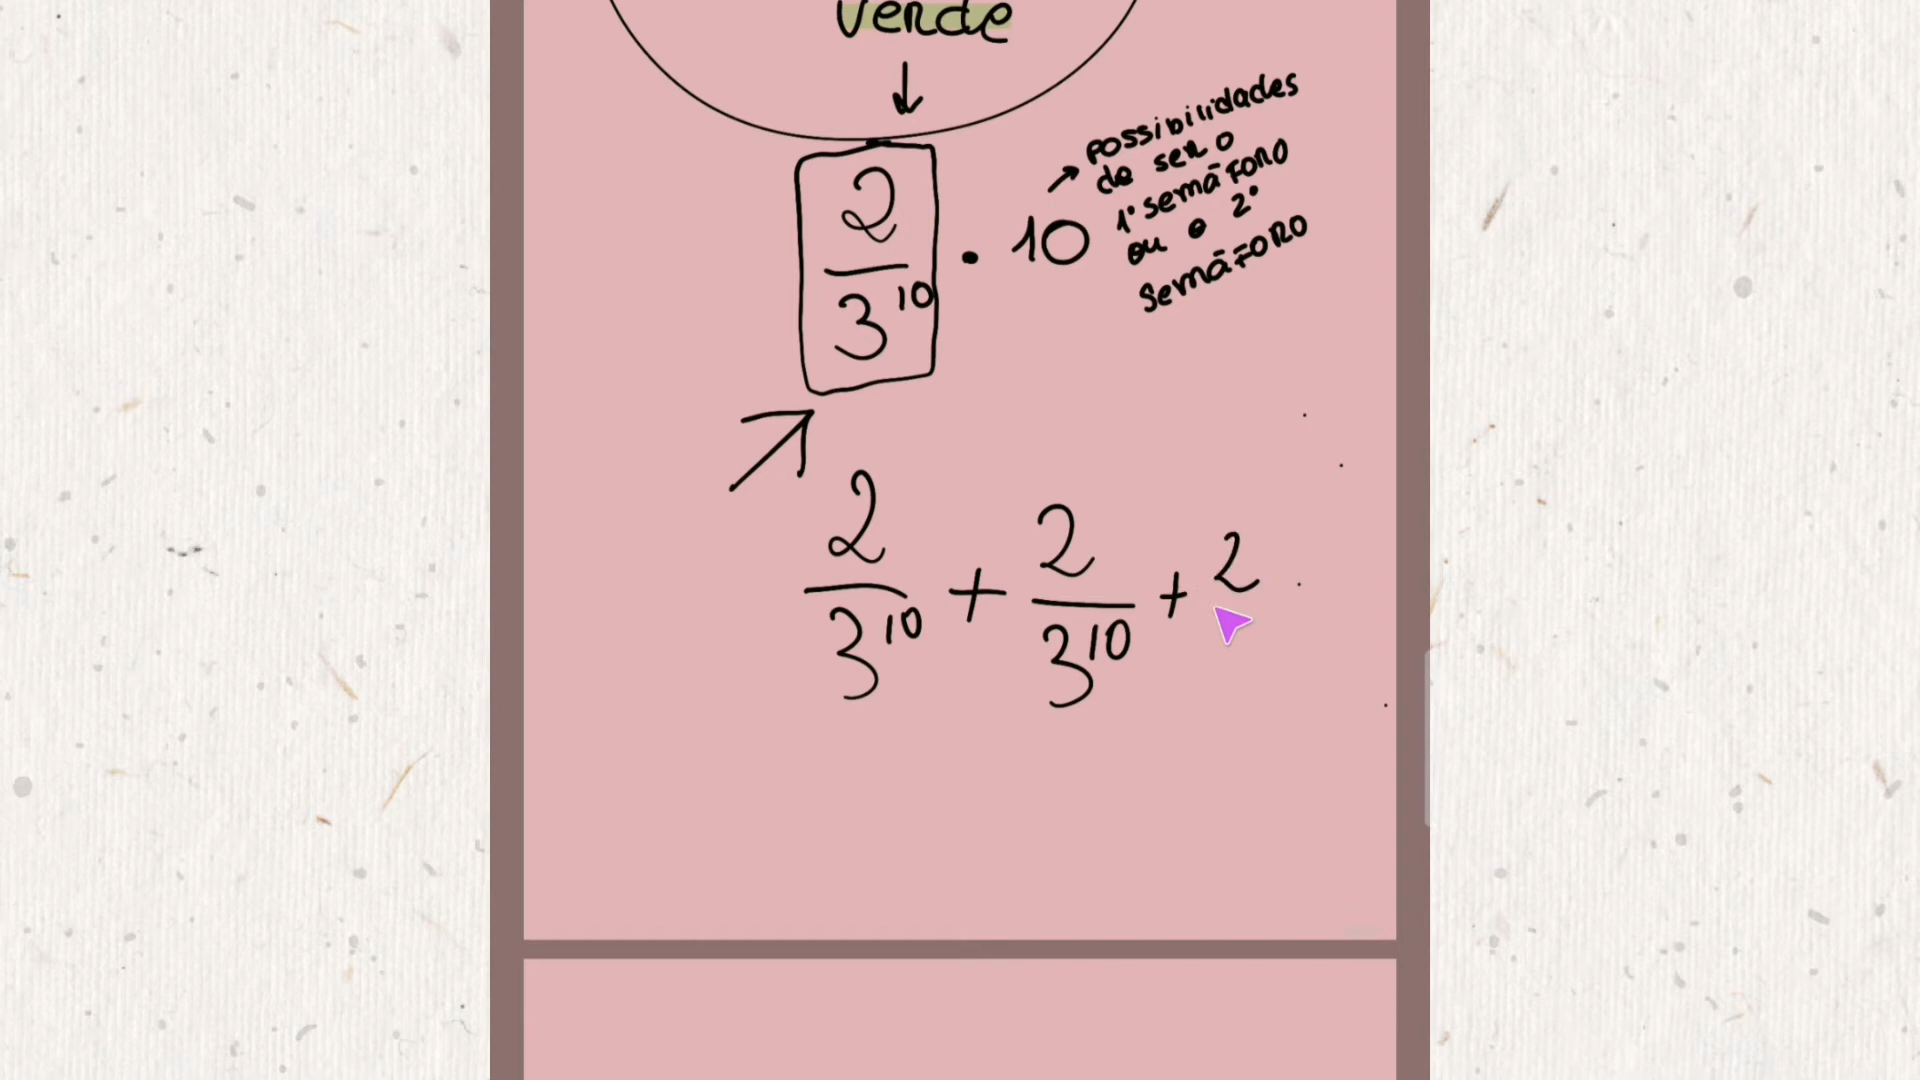 Verde
possibilidades
de ser o
1° semáforo
ou o 2°
semáforo
2
3^10 · 10
2/3^10 + 2/3^10 + 2